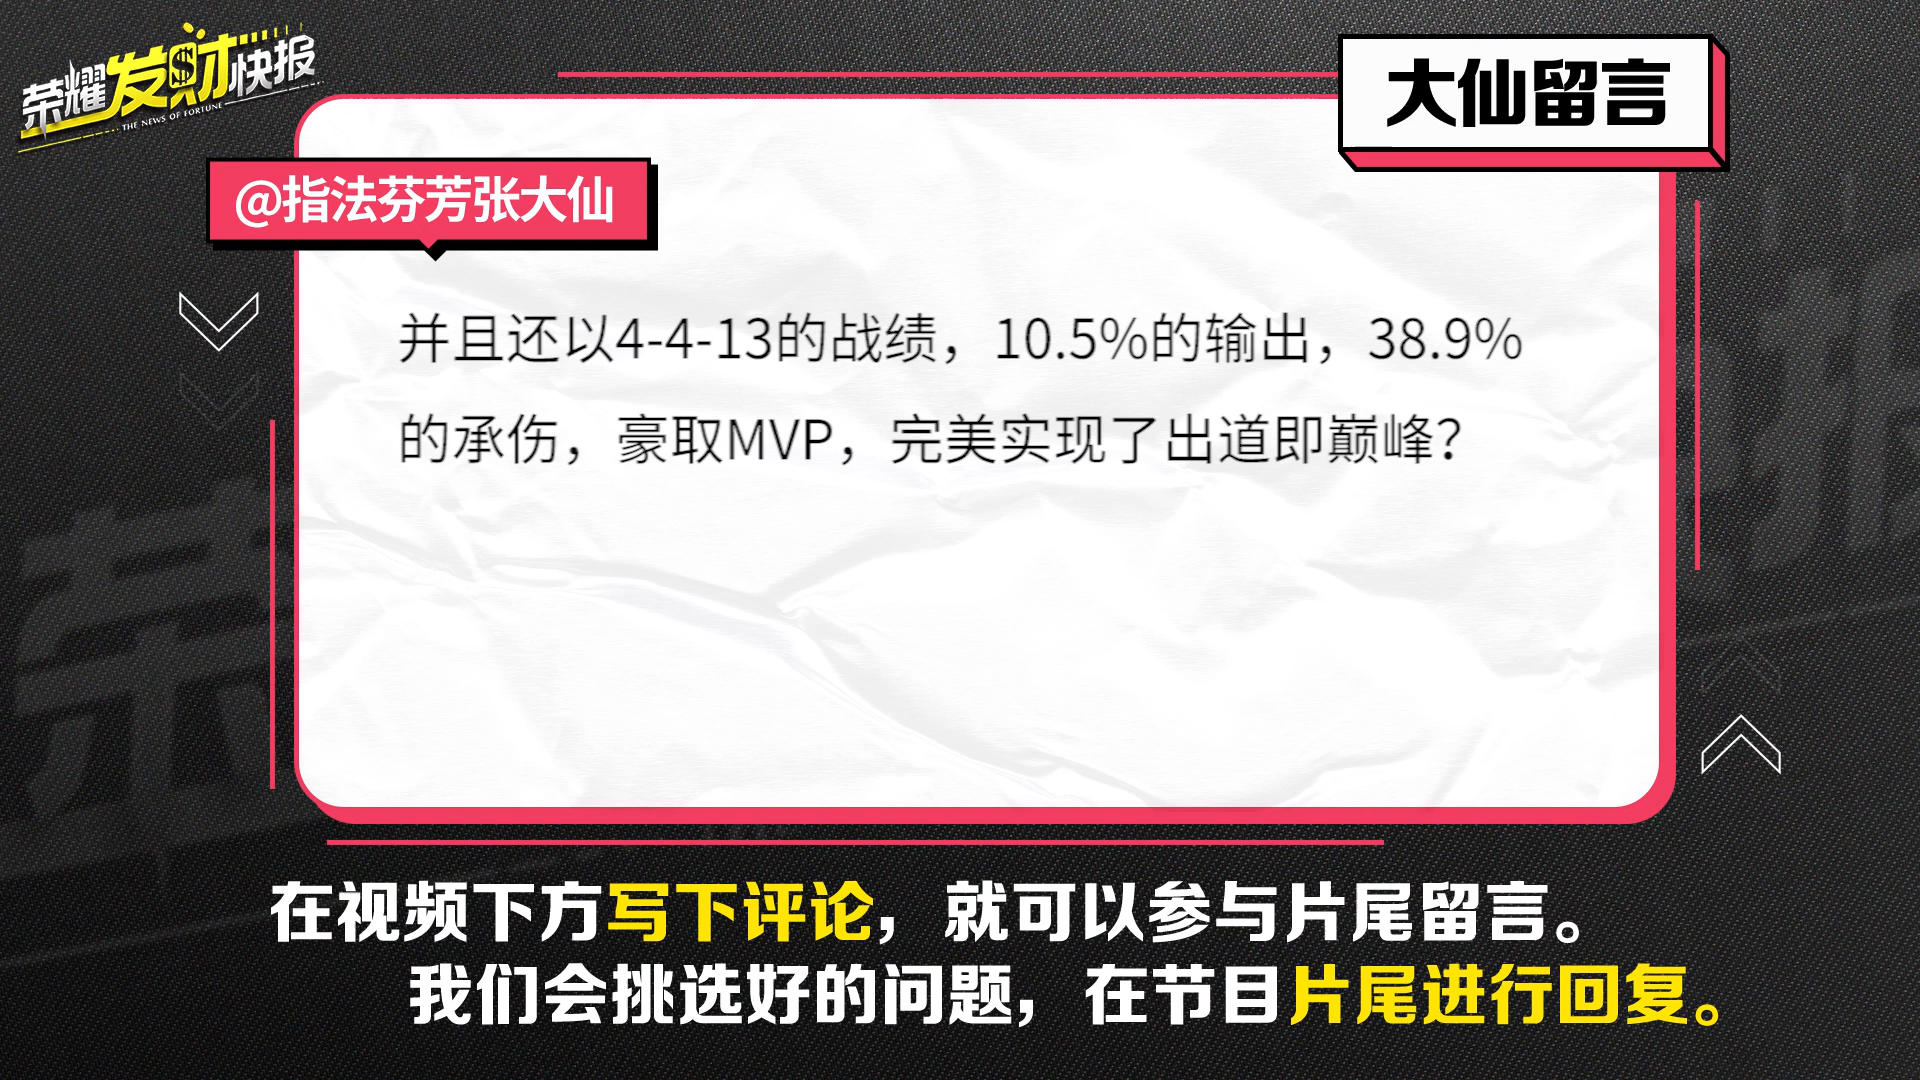 荣耀发财快报
THE NEWS OF FORTUNE
大仙留言
@指法芬芳张大仙
并且还以4-4-13的战绩，10.5%的输出，38.9%
的承伤，豪取MVP，完美实现了出道即巅峰？
在视频下方写下评论，就可以参与片尾留言。
我们会挑选好的问题，在节目片尾进行回复。